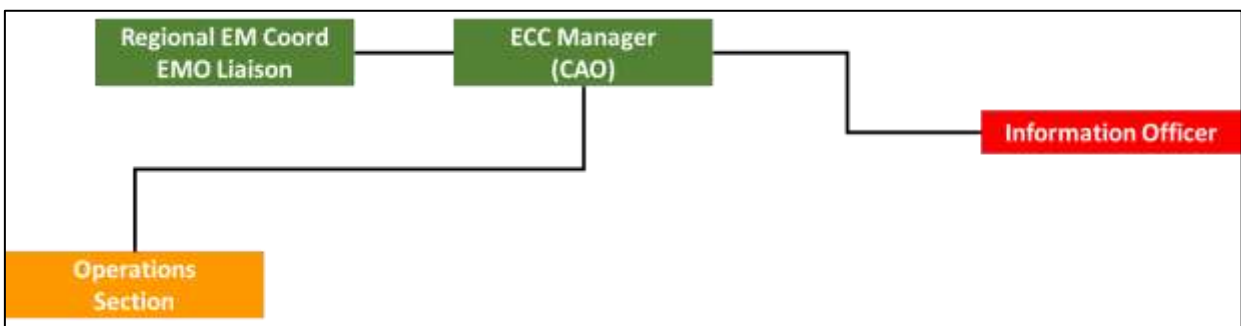 Regional EM Coord
EMO Liaison
ECC Manager
(CAO)
Information Officer
Operations
Section